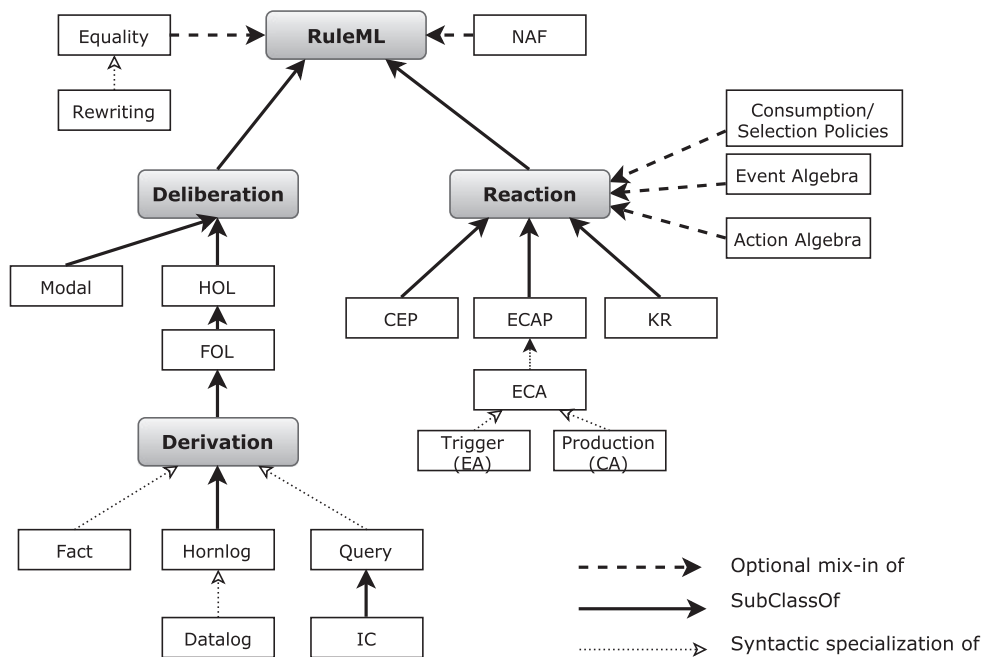 Equality
RuleML
NAF
Rewriting
Consumption/
Selection Policies
Event Algebra
Deliberation
Reaction
Action Algebra
Modal
HOL
CEP
ECAP
KR
FOL
ECA
Derivation
Trigger
(EA)
Production
(CA)
Fact
Hornlog
Query
Datalog
IC
Optional mix-in of
SubClassOf
Syntactic specialization of